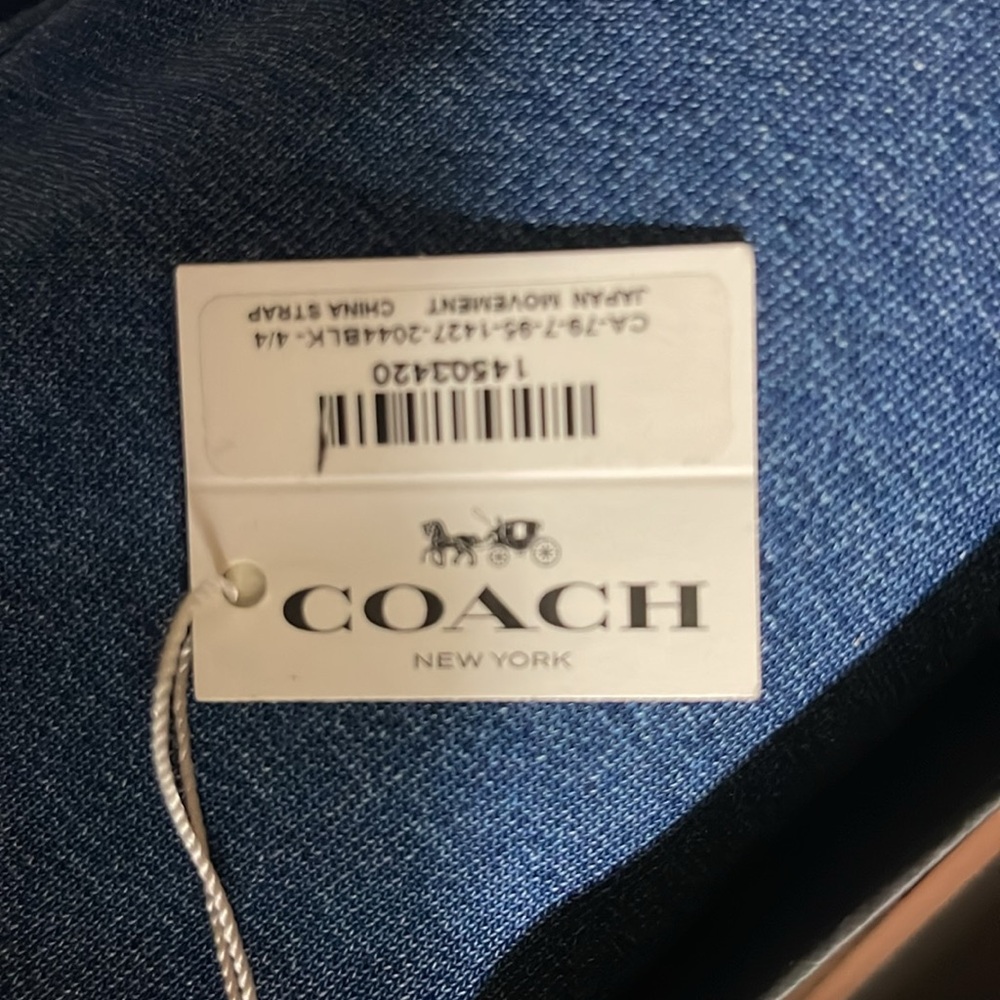 JAPAN MOVEMENT CHINA STRAP
CA-79-7-95-1427-2044BLK-4/4
14503420
COACH
NEW YORK